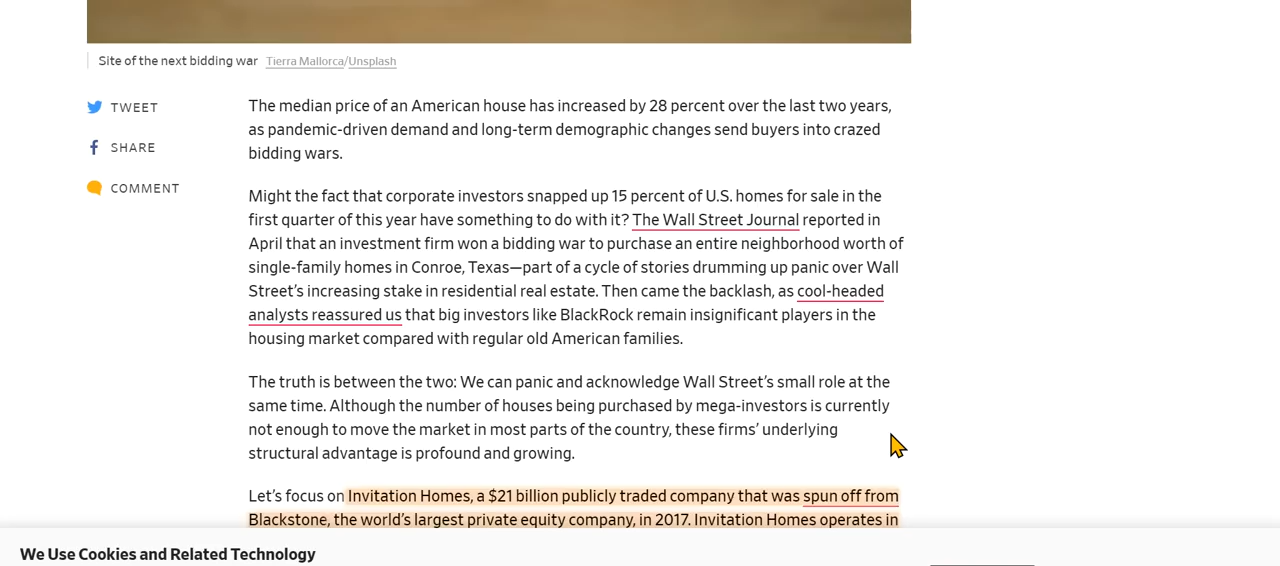 Site of the next bidding war Tierra Mallorca/Unsplash
TWEET
SHARE
COMMENT
The median price of an American house has increased by 28 percent over the last two years,
as pandemic-driven demand and long-term demographic changes send buyers into crazed
bidding wars.
Might the fact that corporate investors snapped up 15 percent of U.S. homes for sale in the
first quarter of this year have something to do with it? The Wall Street Journal reported in
April that an investment firm won a bidding war to purchase an entire neighborhood worth of
single-family homes in Conroe, Texas—part of a cycle of stories drumming up panic over Wall
Street’s increasing stake in residential real estate. Then came the backlash, as cool-headed
analysts reassured us that big investors like BlackRock remain insignificant players in the
housing market compared with regular old American families.
The truth is between the two: We can panic and acknowledge Wall Street’s small role at the
same time. Although the number of houses being purchased by mega-investors is currently
not enough to move the market in most parts of the country, these firms’ underlying
structural advantage is profound and growing.
Let’s focus on Invitation Homes, a $21 billion publicly traded company that was spun off from
Blackstone, the world’s largest private equity company, in 2017. Invitation Homes operates in
We Use Cookies and Related Technology